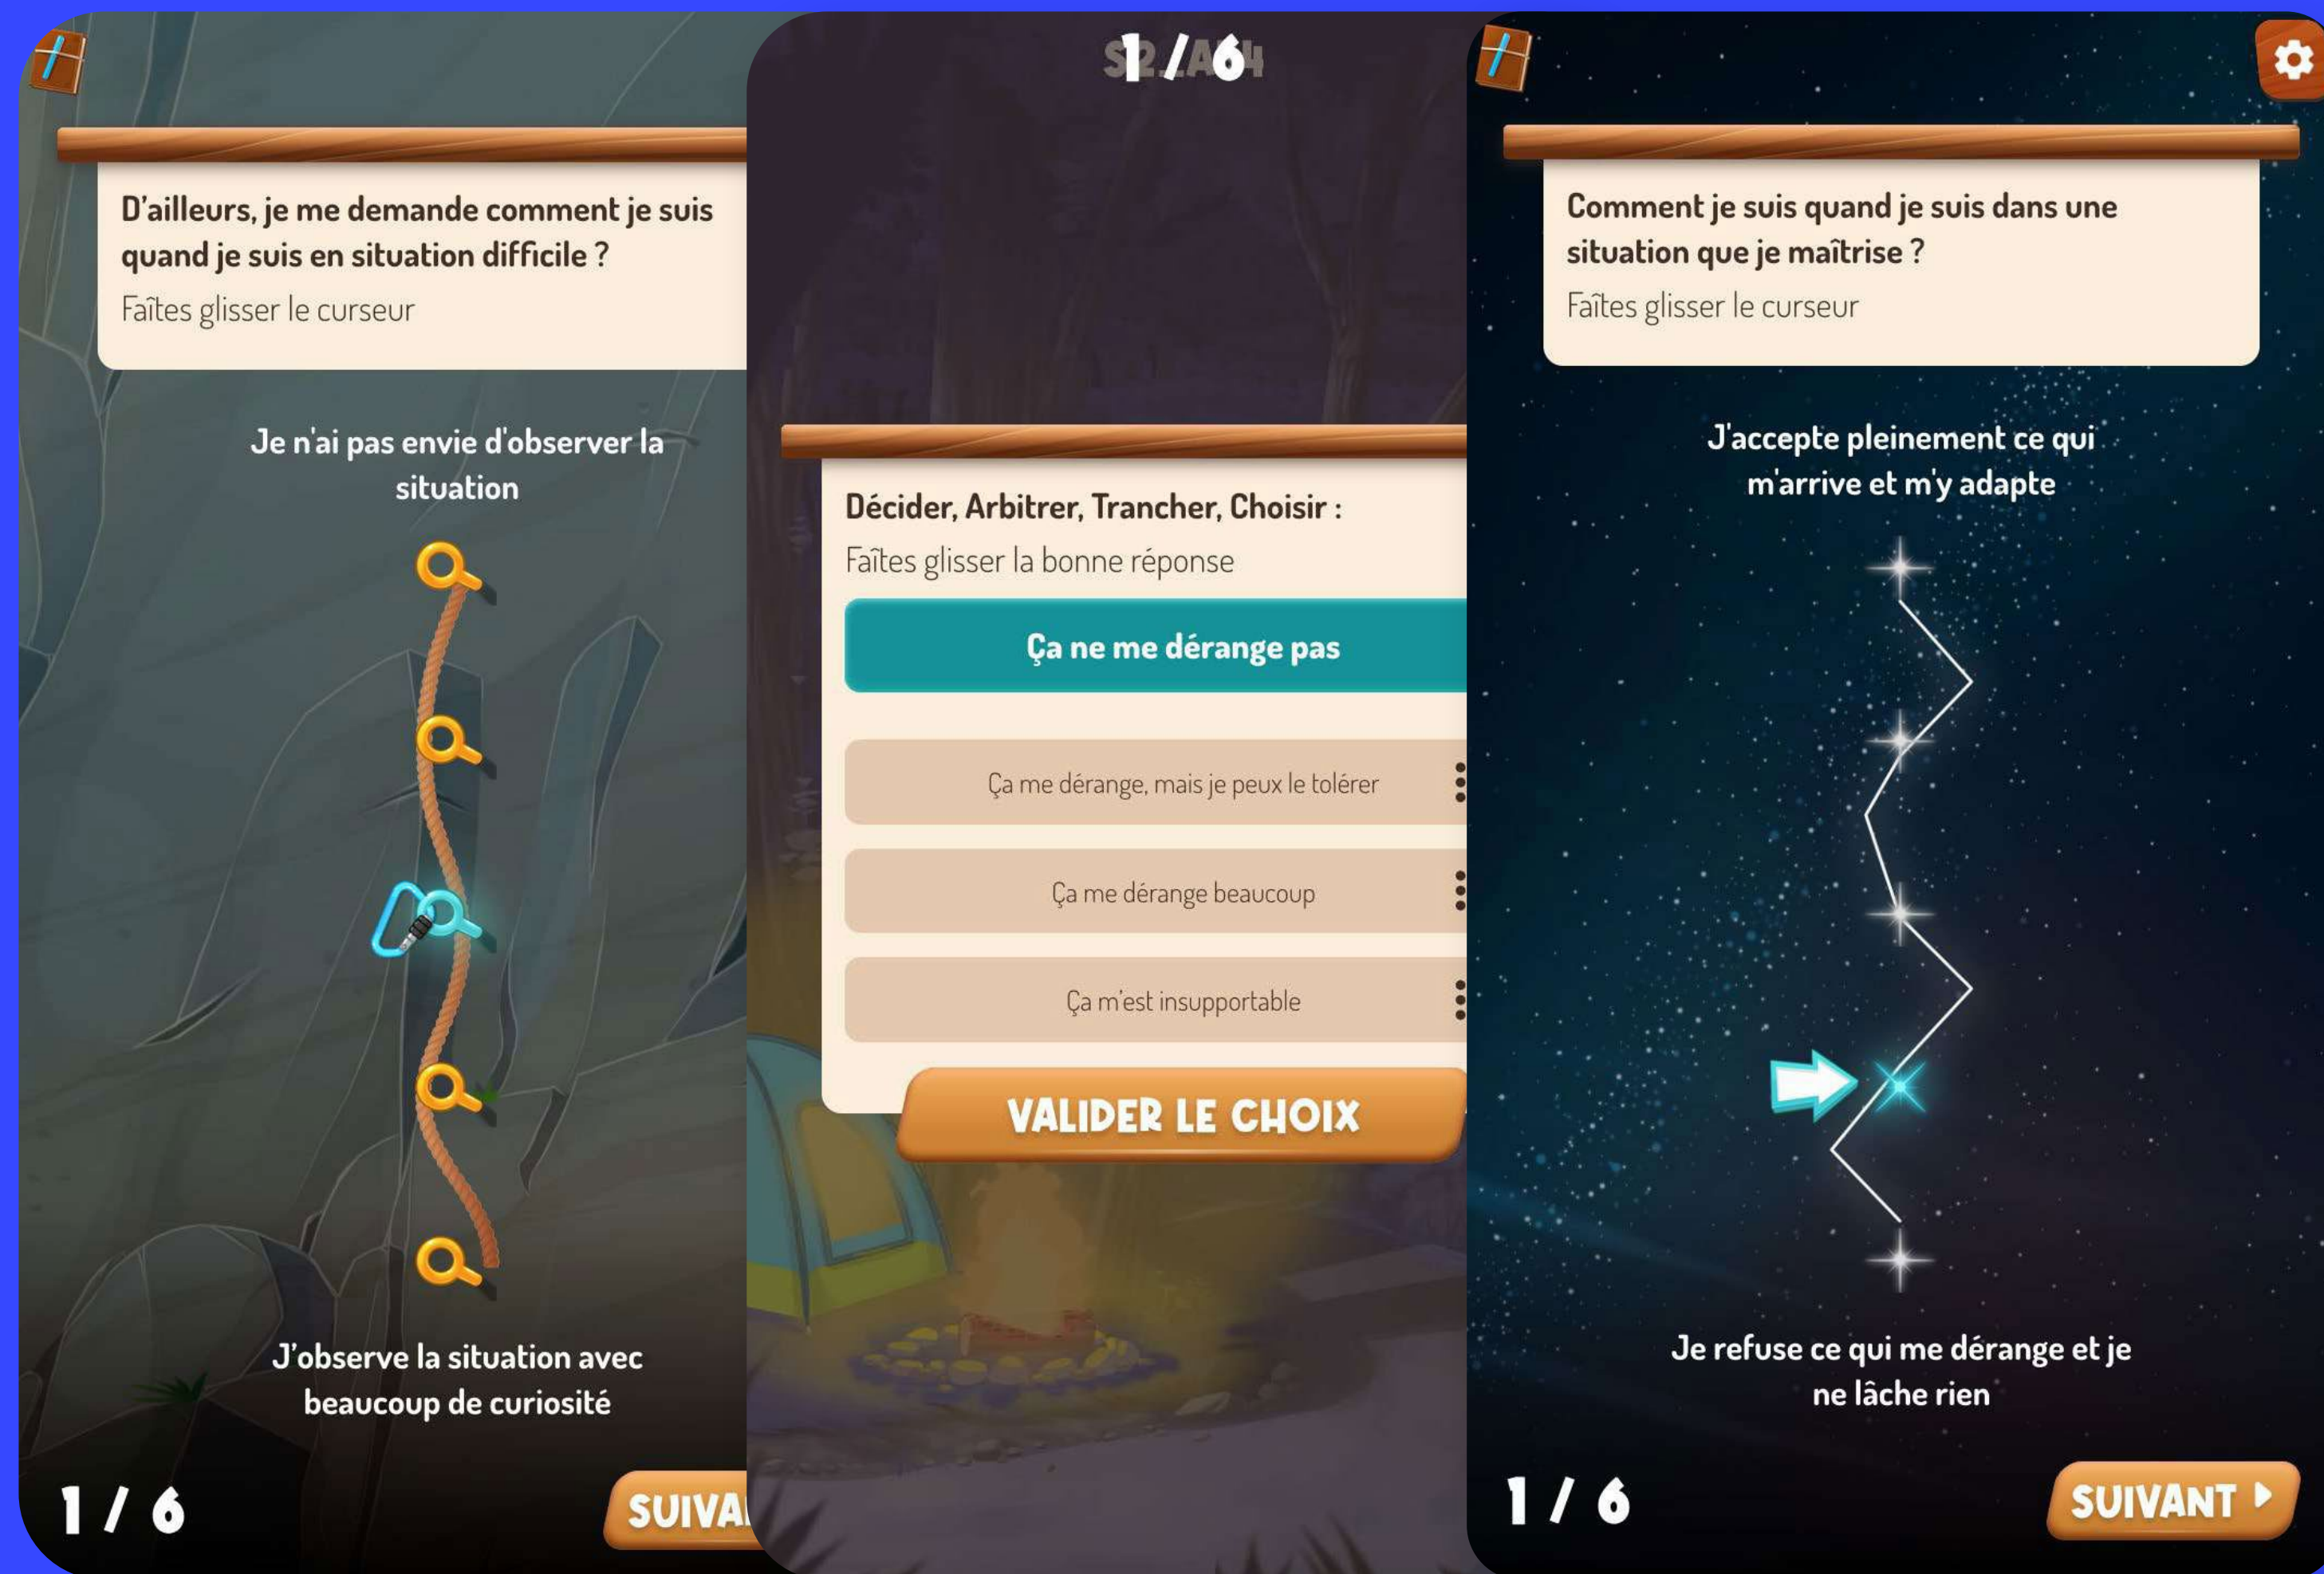 D'ailleurs, je me demande comment je suis
quand je suis en situation difficile ?
Faîtes glisser le curseur
Je n'ai pas envie d'observer la
situation
J'observe la situation avec
beaucoup de curiosité
1 / 6
1 / 6
Décider, Arbitrer, Trancher, Choisir :
Faîtes glisser la bonne réponse
Ça ne me dérange pas
Ça me dérange, mais je peux le tolérer
Ça me dérange beaucoup
Ça m'est insupportable
VALIDER LE CHOIX
Comment je suis quand je suis dans une
situation que je maîtrise ?
Faîtes glisser le curseur
J'accepte pleinement ce qui
m'arrive et m'y adapte
Je refuse ce qui me dérange et je
ne lâche rien
1 / 6
SUIVANT